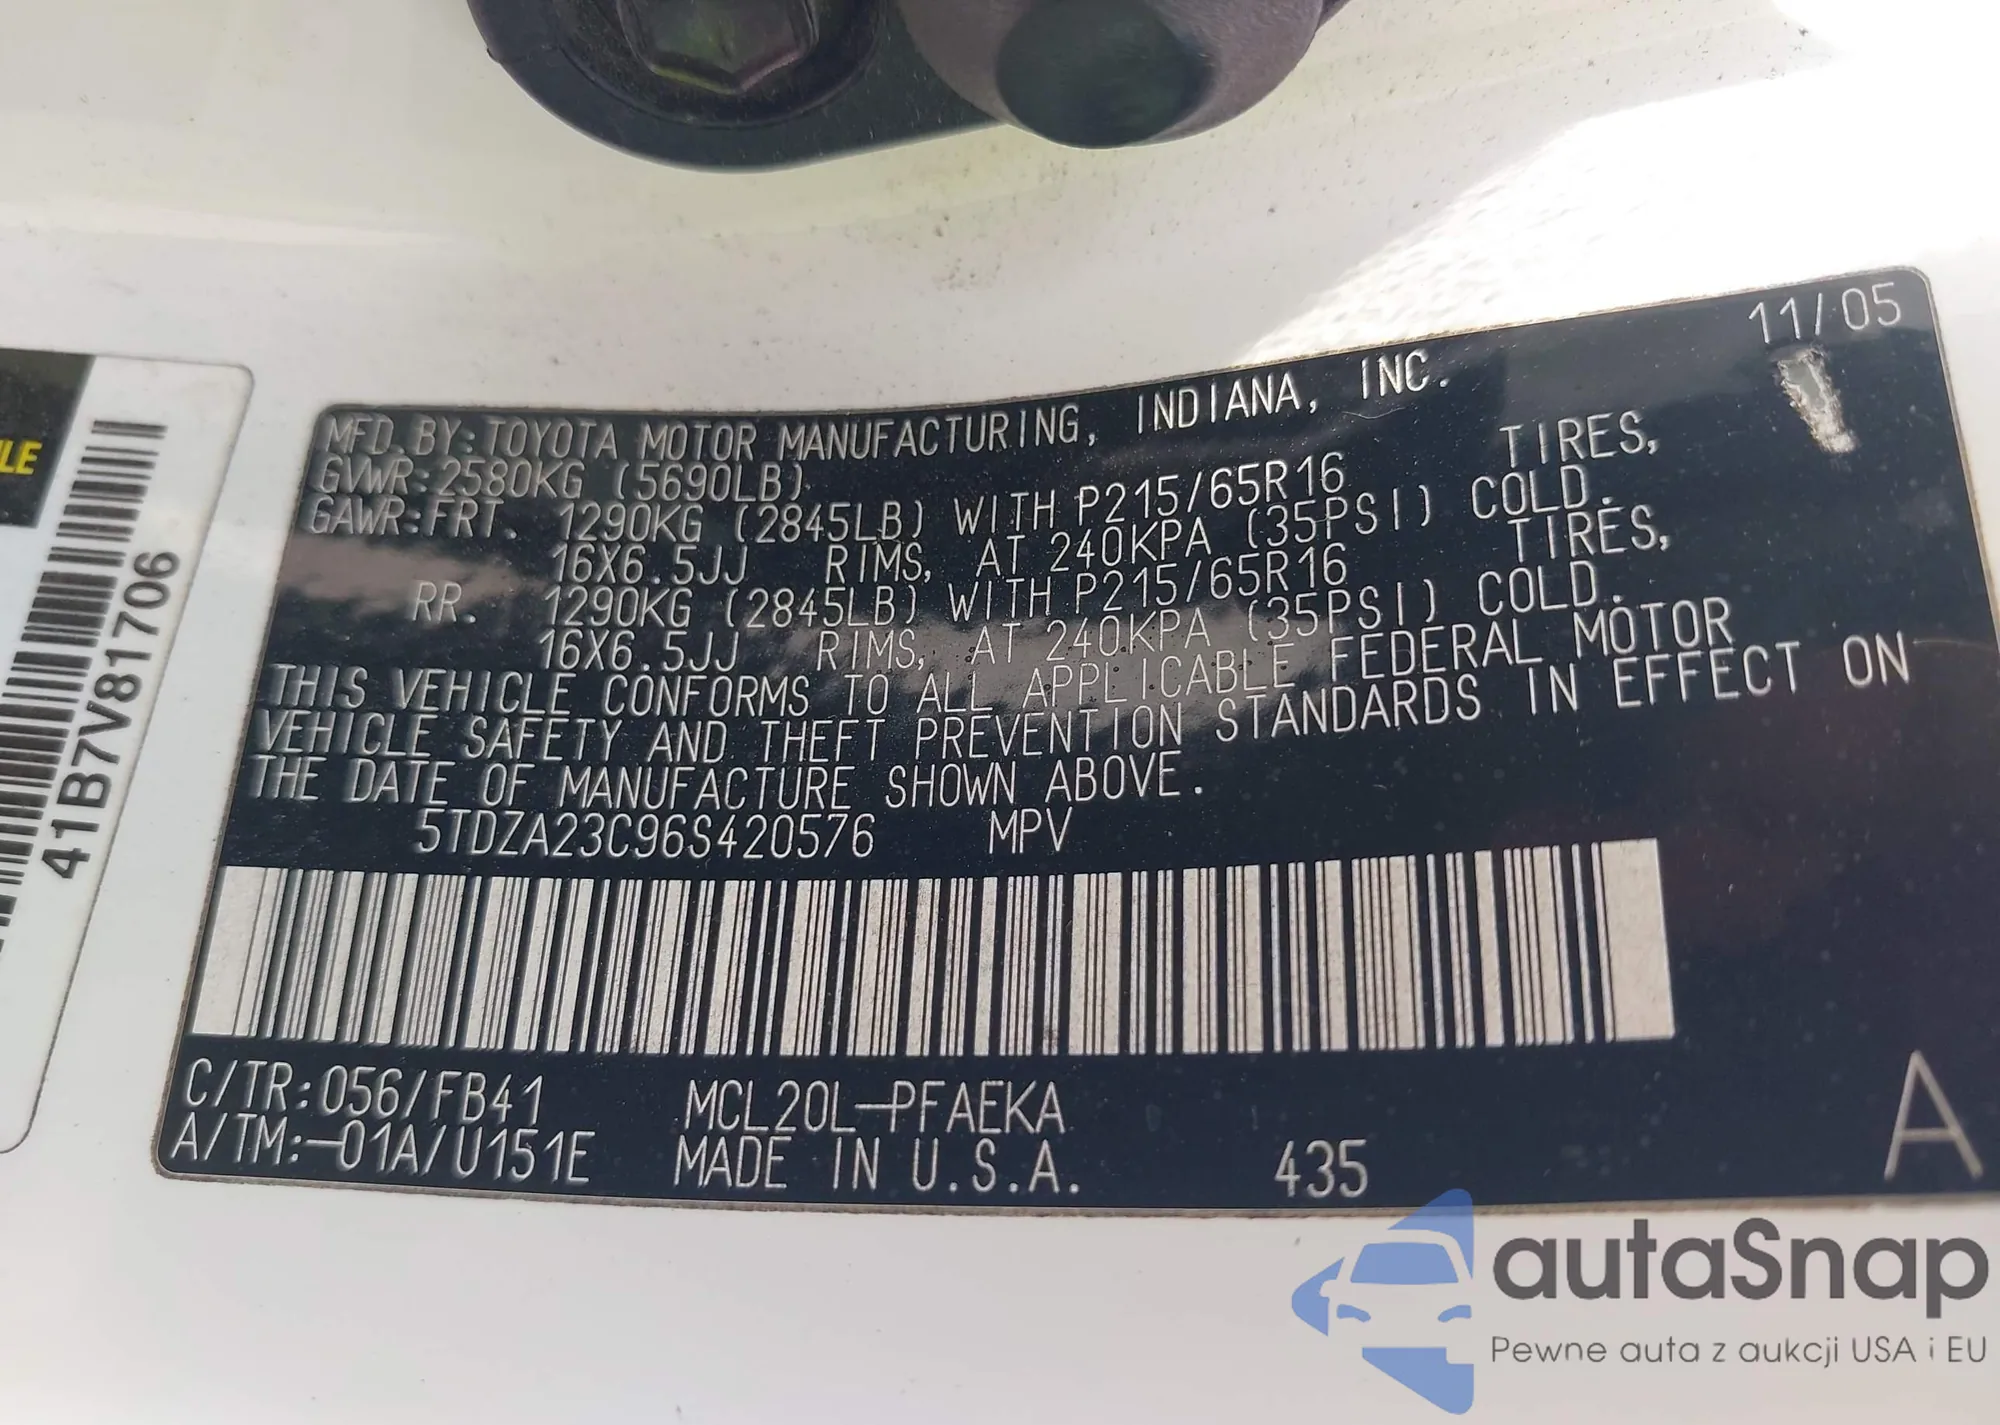 11/05
MFD. BY: TOYOTA MOTOR MANUFACTURING, INDIANA, INC.
GVWR: 2580KG (5690LB)
GAWR: FRT. 1290KG (2845LB) WITH P215/65R16 TIRES,
16X6.5JJ RIMS, AT 240KPA (35PSI) COLD.
RR. 1290KG (2845LB) WITH P215/65R16 TIRES,
16X6.5JJ RIMS, AT 240KPA (35PSI) COLD.
THIS VEHICLE CONFORMS TO ALL APPLICABLE FEDERAL MOTOR
VEHICLE SAFETY AND THEFT PREVENTION STANDARDS IN EFFECT ON
THE DATE OF MANUFACTURE SHOWN ABOVE.
5TDZA23C96S420576 MPV
C/TR: 056/FB41 MCL20L-PFAEKA
A/TM: -01A/U151E MADE IN U.S.A. 435 A
41B7V81706
autaSnap
Pewne auta z aukcji USA i EU